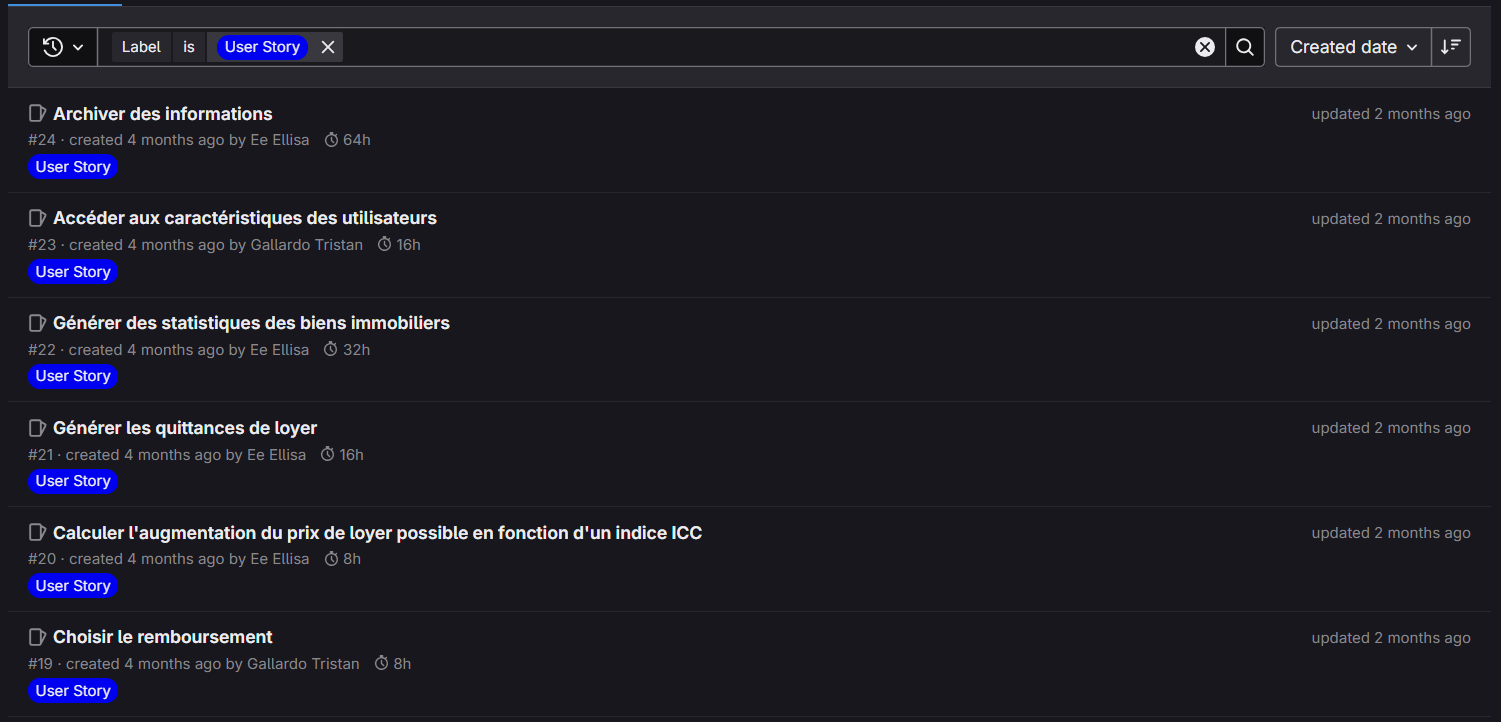 Label is User Story Created date
Archiver des informations updated 2 months ago
#24 · created 4 months ago by Ee Ellisa 64h
User Story
Accéder aux caractéristiques des utilisateurs updated 2 months ago
#23 · created 4 months ago by Gallardo Tristan 16h
User Story
Générer des statistiques des biens immobiliers updated 2 months ago
#22 · created 4 months ago by Ee Ellisa 32h
User Story
Générer les quittances de loyer updated 2 months ago
#21 · created 4 months ago by Ee Ellisa 16h
User Story
Calculer l'augmentation du prix de loyer possible en fonction d'un indice ICC updated 2 months ago
#20 · created 4 months ago by Ee Ellisa 8h
User Story
Choisir le remboursement updated 2 months ago
#19 · created 4 months ago by Gallardo Tristan 8h
User Story